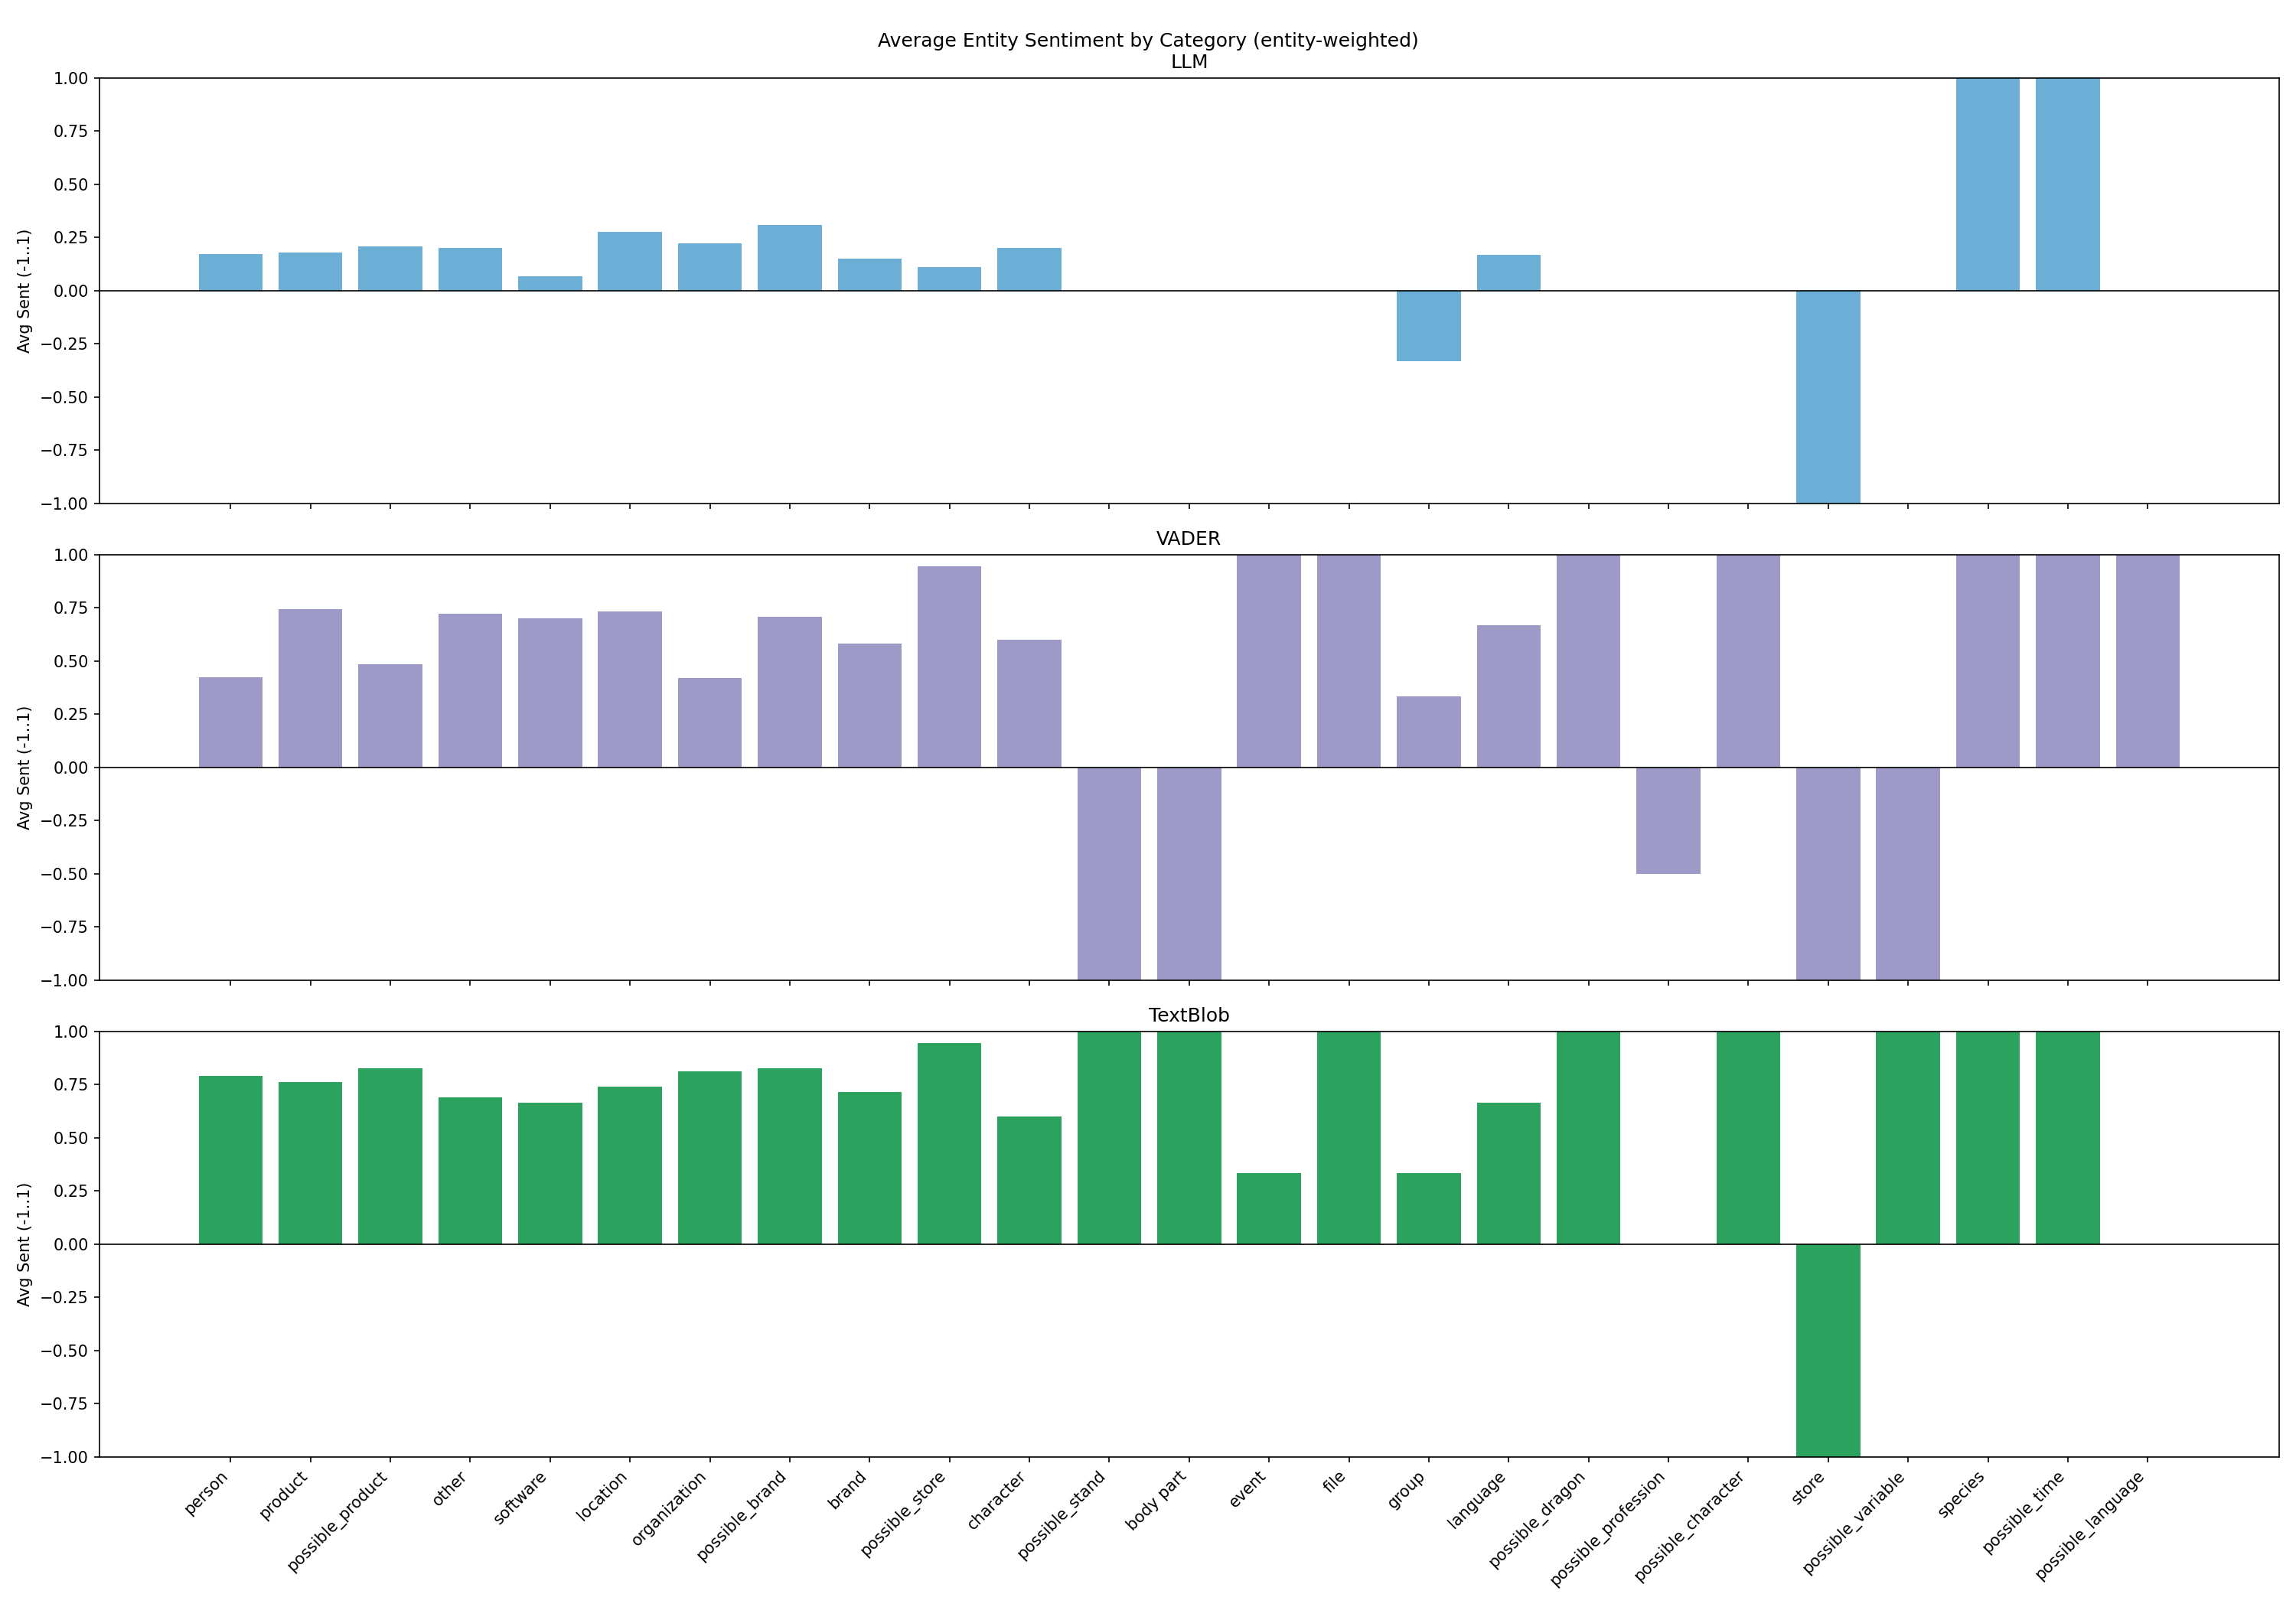 Average Entity Sentiment by Category (entity-weighted)
LLM
1.00
0.75
0.50
0.25
0.00
−0.25
−0.50
−0.75
−1.00
Avg Sent (-1..1)
VADER
1.00
0.75
0.50
0.25
0.00
−0.25
−0.50
−0.75
−1.00
Avg Sent (-1..1)
TextBlob
1.00
0.75
0.50
0.25
0.00
−0.25
−0.50
−0.75
−1.00
Avg Sent (-1..1)
person
product
possible_product
other
software
location
organization
possible_brand
brand
possible_store
character
possible_stand
body part
event
file
group
language
possible_dragon
possible_profession
possible_character
store
possible_variable
species
possible_time
possible_language